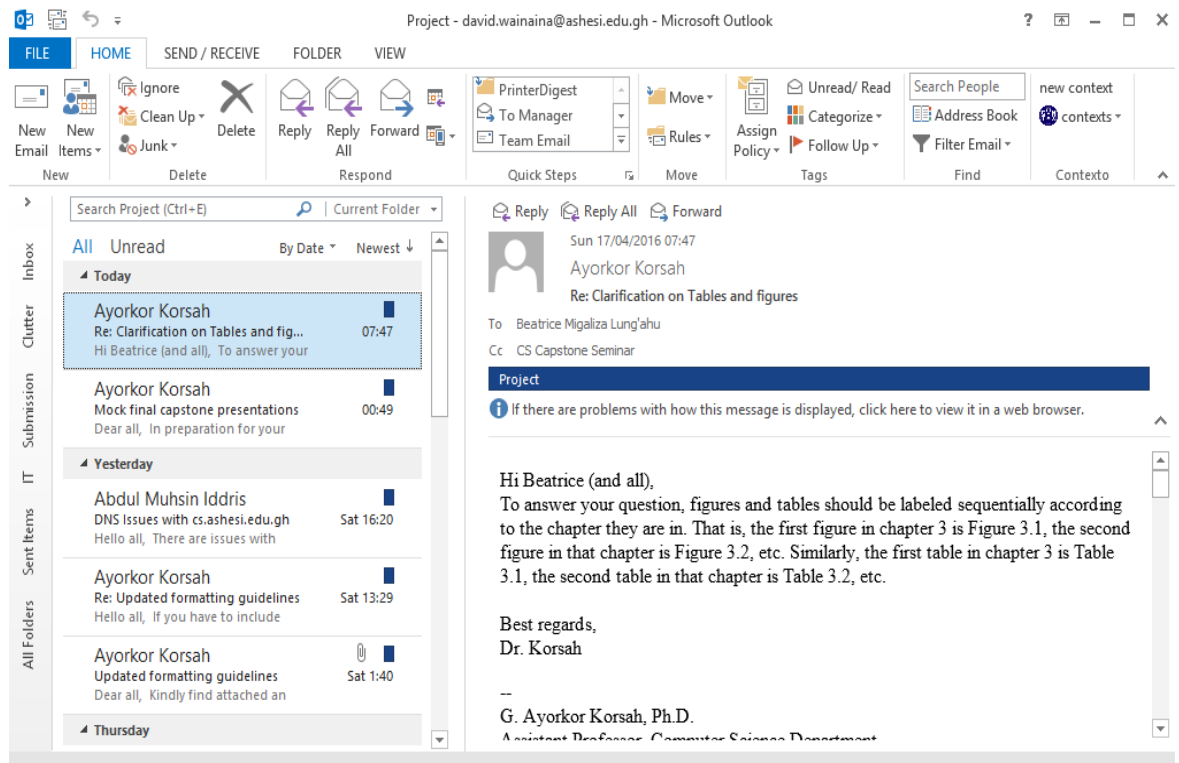 Project - david.wainaina@ashesi.edu.gh - Microsoft Outlook
FILE HOME SEND / RECEIVE FOLDER VIEW
New Email
New Items
Ignore
Clean Up
Junk
Delete
Reply
Reply All
Forward
PrinterDigest
To Manager
Team Email
Move
Rules
Assign Policy
Unread/ Read
Categorize
Follow Up
Search People
Address Book
Filter Email
new context
contexts
New Delete Respond Quick Steps Move Tags Find Contexto
Inbox
Clutter
Submission
IT
Sent Items
All Folders
Search Project (Ctrl+E) Current Folder
All Unread By Date Newest
Today
Ayorkor Korsah
Re: Clarification on Tables and fig... 07:47
Hi Beatrice (and all), To answer your
Ayorkor Korsah
Mock final capstone presentations 00:49
Dear all, In preparation for your
Yesterday
Abdul Muhsin Iddris
DNS Issues with cs.ashesi.edu.gh Sat 16:20
Hello all, There are issues with
Ayorkor Korsah
Re: Updated formatting guidelines Sat 13:29
Hello all, If you have to include
Ayorkor Korsah
Updated formatting guidelines Sat 1:40
Dear all, Kindly find attached an
Thursday
Reply Reply All Forward
Sun 17/04/2016 07:47
Ayorkor Korsah
Re: Clarification on Tables and figures
To Beatrice Migaliza Lung'ahu
Cc CS Capstone Seminar
Project
If there are problems with how this message is displayed, click here to view it in a web browser.
Hi Beatrice (and all),
To answer your question, figures and tables should be labeled sequentially according
to the chapter they are in. That is, the first figure in chapter 3 is Figure 3.1, the second
figure in that chapter is Figure 3.2, etc. Similarly, the first table in chapter 3 is Table
3.1, the second table in that chapter is Table 3.2, etc.
Best regards,
Dr. Korsah
--
G. Ayorkor Korsah, Ph.D.
Assistant Professor, Computer Science Department